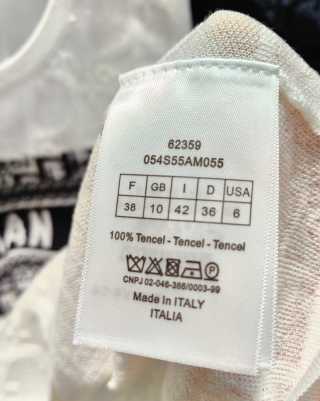 62359
054S55AM055
F GB I D USA
38 10 42 36 6
100% Tencel - Tencel - Tencel
CNPJ 02-046-386/0003-99
Made in ITALY
ITALIA